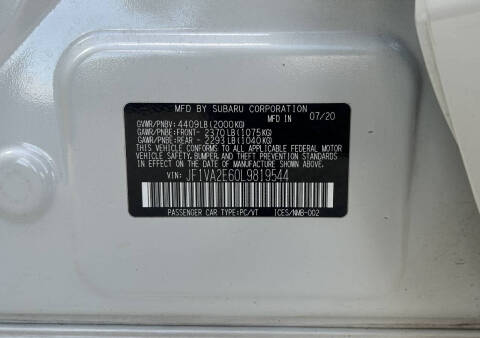 MFD BY SUBARU CORPORATION
MADE IN JAPAN 07/20
GVWR/PNBV: 4409LB(2000KG)
GAWR/PNBE:FRONT- 2370LB(1075KG)
GAWR/PNBE:REAR - 2293LB(1040KG)
THIS VEHICLE CONFORMS TO ALL APPLICABLE FEDERAL MOTOR
VEHICLE SAFETY,BUMPER AND THEFT PREVENTION STANDARDS
IN EFFECT ON THE DATE OF MANUFACTURE SHOWN ABOVE.
VIN: JF1VA2E60L9819544
PASSENGER CAR TYPE:PC/VT ICES/NMB-002